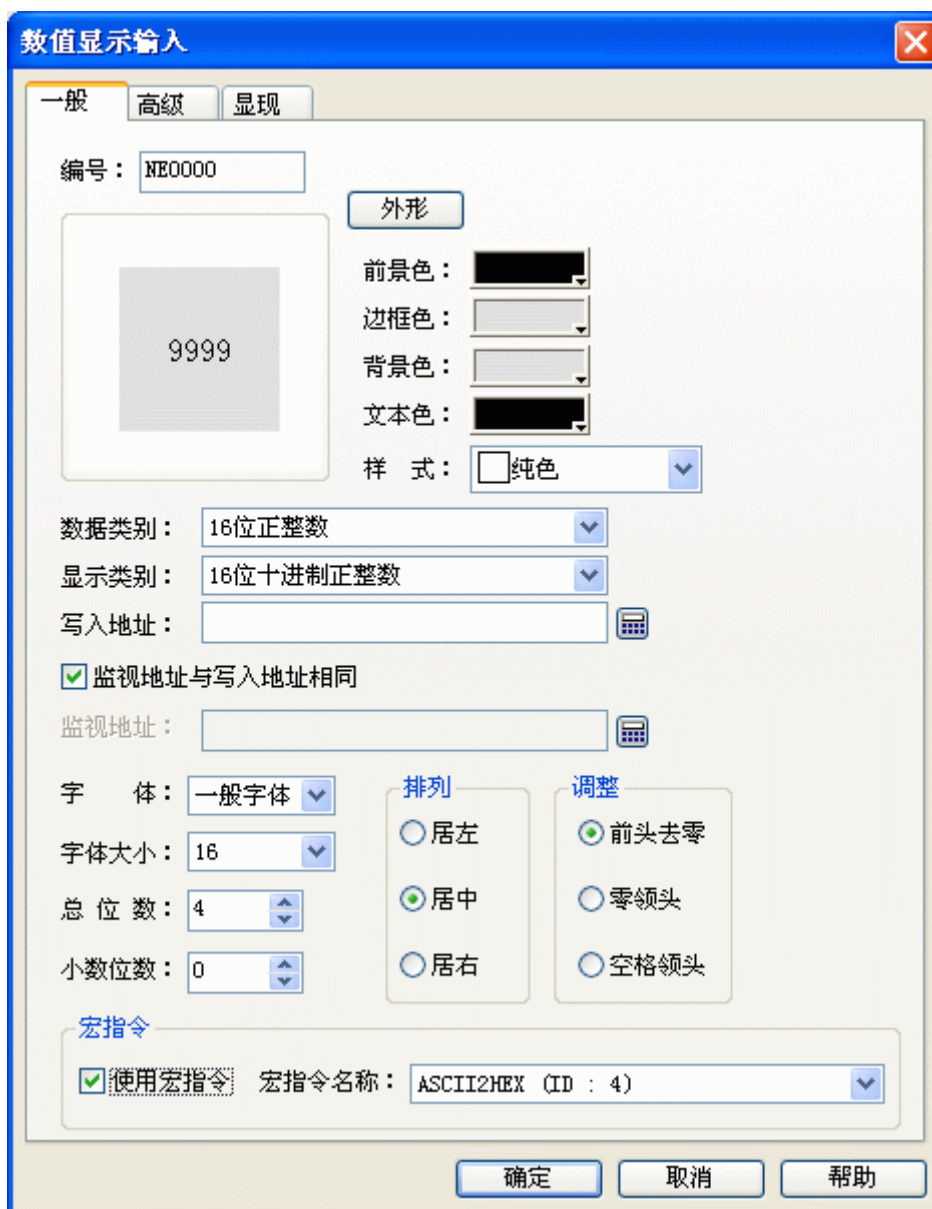 数值显示输入
一般 高级 显现
编号： NE0000
外形
9999
前景色：
边框色：
背景色：
文本色：
样 式： 纯色
数据类别： 16位正整数
显示类别： 16位十进制正整数
写入地址：
监视地址与写入地址相同
监视地址：
字 体： 一般字体
字体大小： 16
总 位 数： 4
小数位数： 0
排列
居左
居中
居右
调整
前头去零
零领头
空格领头
宏指令
使用宏指令 宏指令名称： ASCII2HEX (ID : 4)
确定 取消 帮助